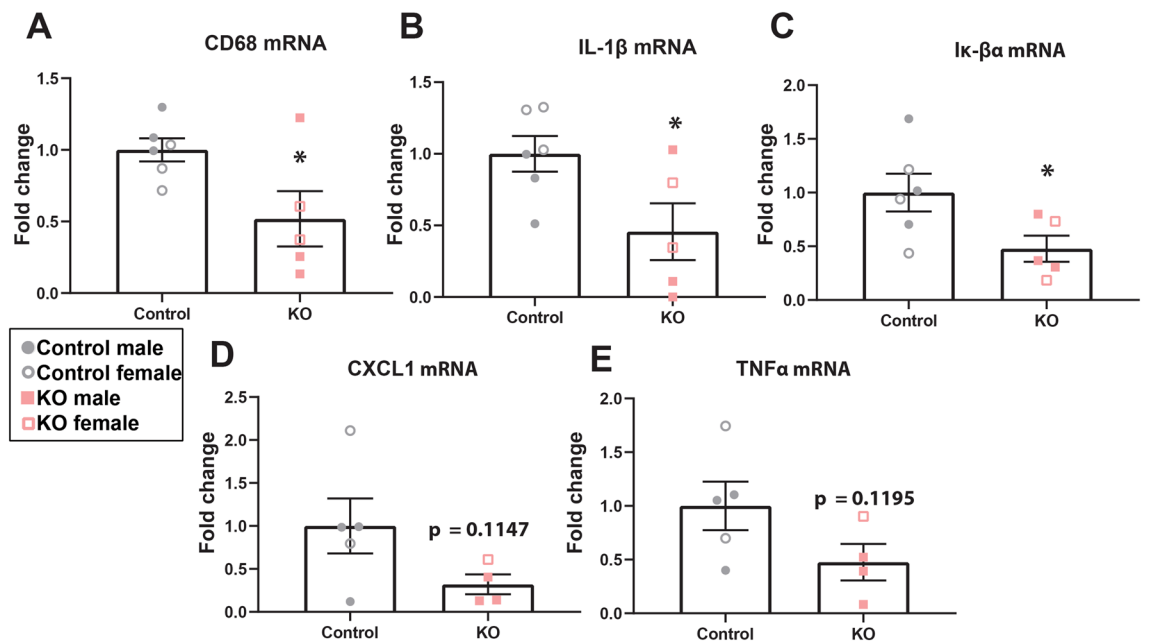 A
CD68 mRNA
Fold change
1.5
1.0
0.5
0.0
*
Control
KO
B
IL-1β mRNA
Fold change
1.5
1.0
0.5
0.0
*
Control
KO
C
Iκ-βα mRNA
Fold change
2.0
1.5
1.0
0.5
0.0
*
Control
KO
Control male
Control female
KO male
KO female
D
CXCL1 mRNA
Fold change
2.5
2.0
1.5
1.0
0.5
0.0
p = 0.1147
Control
KO
E
TNFα mRNA
Fold change
2.0
1.5
1.0
0.5
0.0
p = 0.1195
Control
KO